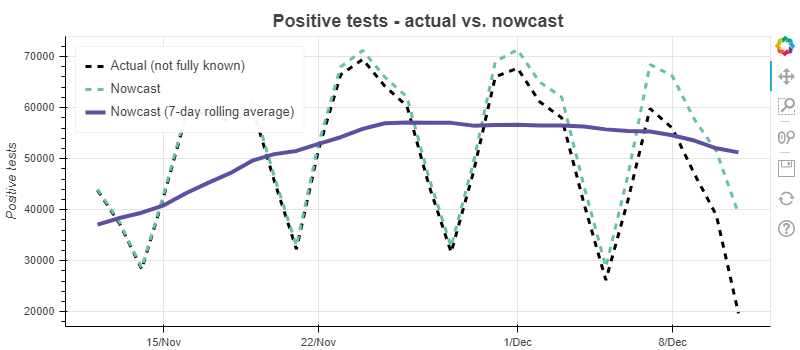 Positive tests - actual vs. nowcast
70000
60000
50000
40000
30000
20000
Positive tests
Actual (not fully known)
Nowcast
Nowcast (7-day rolling average)
15/Nov
22/Nov
1/Dec
8/Dec